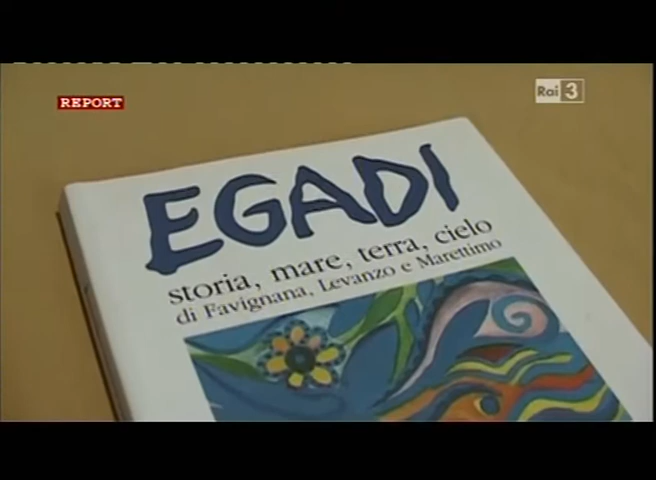 REPORT
Rai 3
EGADI
storia, mare, terra, cielo
di Favignana, Levanzo e Marettimo